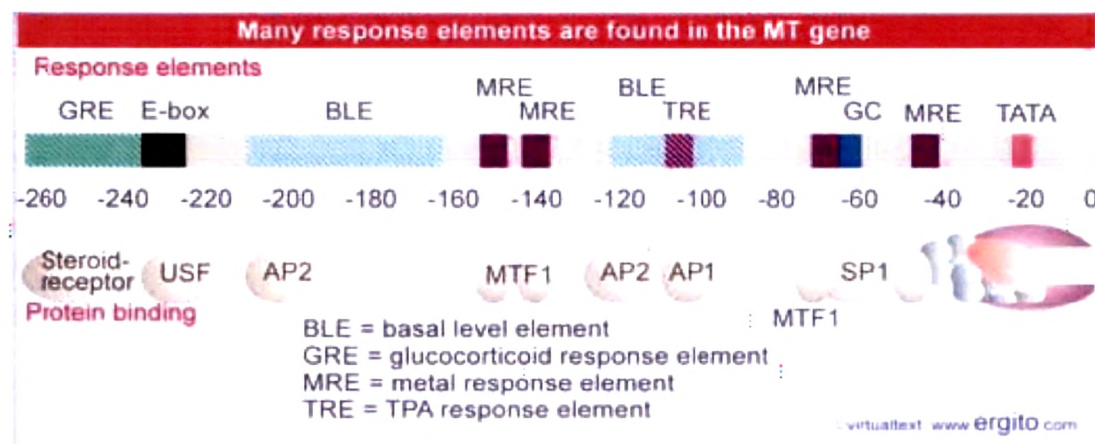 Many response elements are found in the MT gene
Response elements
MRE BLE MRE
GRE E-box BLE MRE TRE GC MRE TATA
-260 -240 -220 -200 -180 -160 -140 -120 -100 -80 -60 -40 -20 0
Steroid-
receptor USF AP2 MTF1 AP2 AP1 SP1
Protein binding MTF1
BLE = basal level element
GRE = glucocorticoid response element
MRE = metal response element
TRE = TPA response element
virtualtext www ergito com